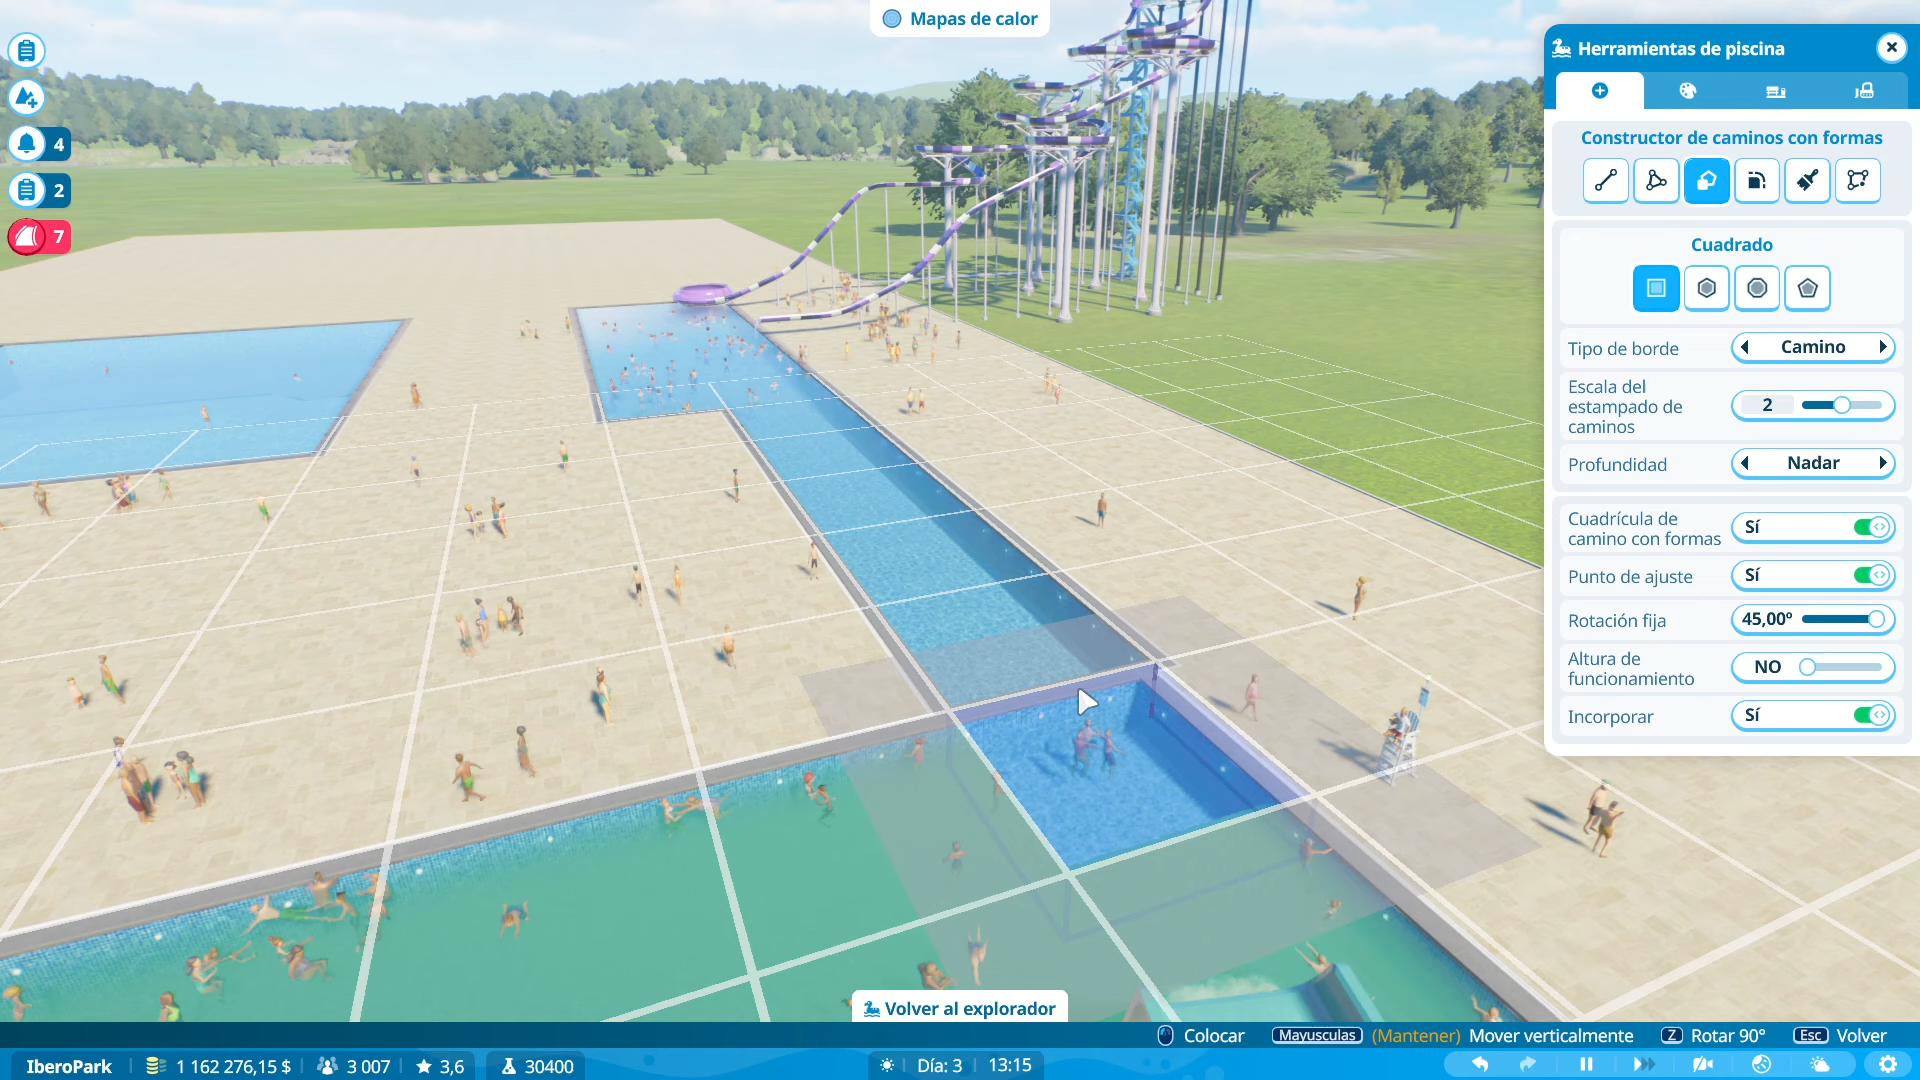 Mapas de calor
4
2
7
Herramientas de piscina
Constructor de caminos con formas
Cuadrado
Tipo de borde
Camino
Escala del
estampado de
caminos
2
Profundidad
Nadar
Cuadrícula de
camino con formas
Sí
Punto de ajuste
Sí
Rotación fija
45,00º
Altura de
funcionamiento
NO
Incorporar
Sí
Volver al explorador
Colocar
Mayusculas (Mantener) Mover verticalmente
Z Rotar 90º
Esc Volver
IberoPark
1 162 276,15 $
3 007
3,6
30400
Día: 3
13:15